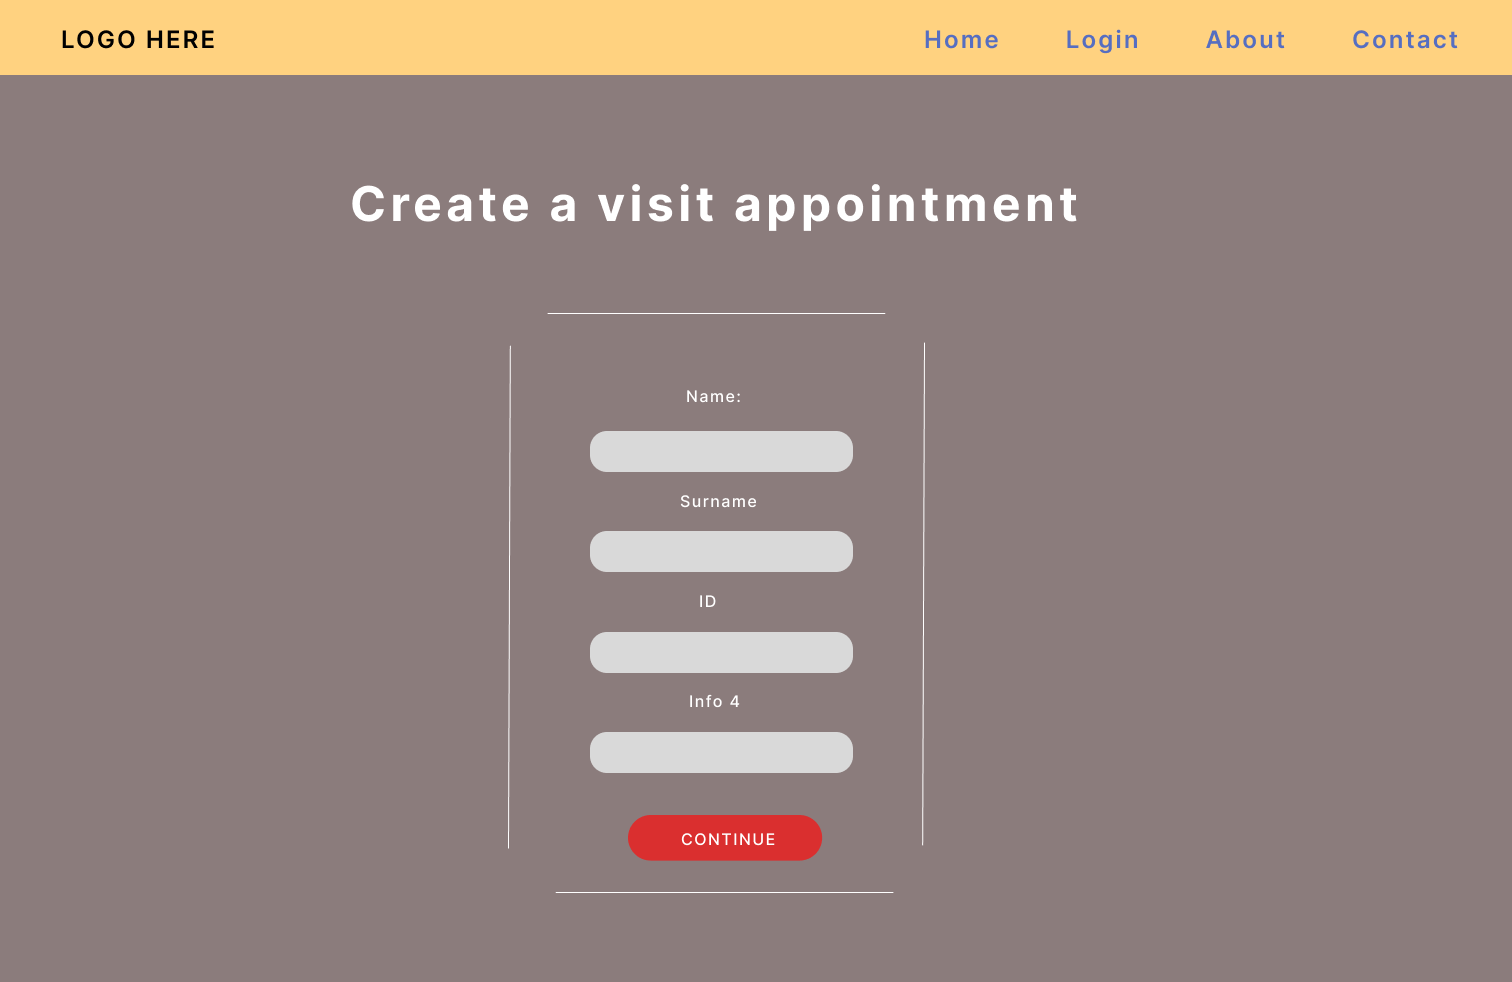 LOGO HERE Home Login About Contact
Create a visit appointment
Name:
Surname
ID
Info 4
CONTINUE